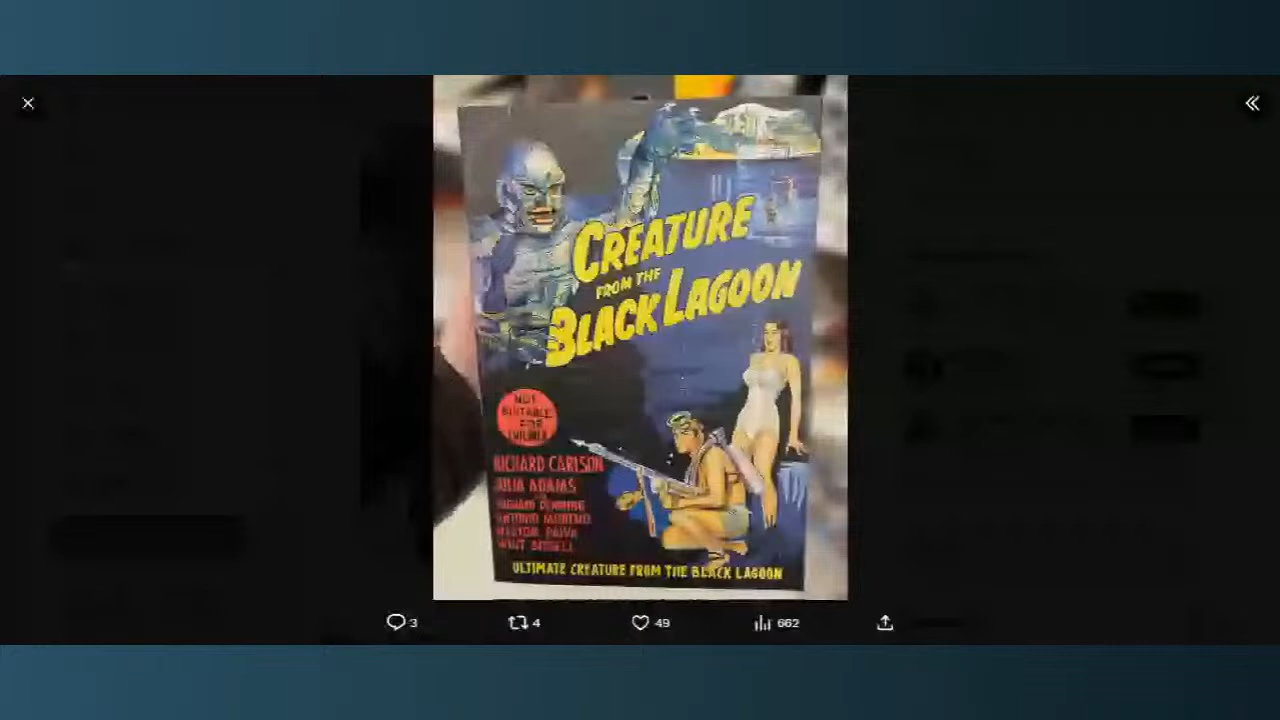 CREATURE
FROM THE
BLACK LAGOON
NOT
SUITABLE
FOR
CHILDREN
RICHARD CARLSON
JULIA ADAMS
RICHARD DENNING
ANTONIO MORENO
NESTOR PAIVA
WHIT BISSELL
ULTIMATE CREATURE FROM THE BLACK LAGOON
3
4
49
662